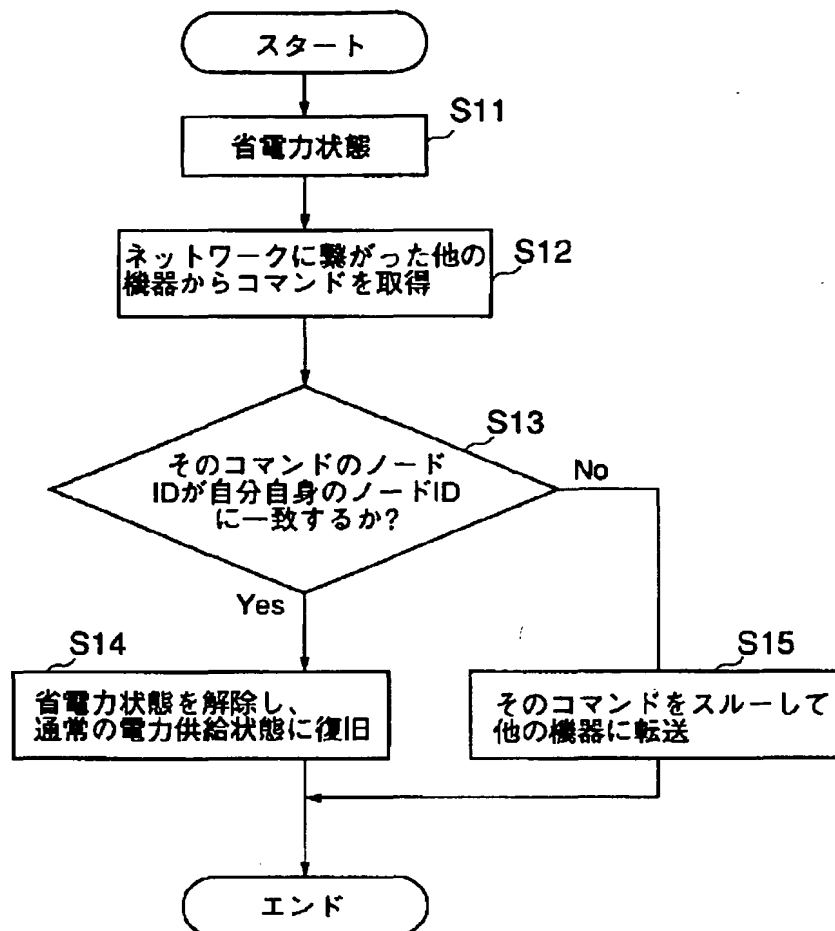 スタート
S11
省電力状態
S12
ネットワークに繋がった他の
機器からコマンドを取得
S13
そのコマンドのノード
IDが自分自身のノードID
に一致するか?
No
Yes
S14
省電力状態を解除し、
通常の電力供給状態に復旧
S15
そのコマンドをスルーして
他の機器に転送
エンド